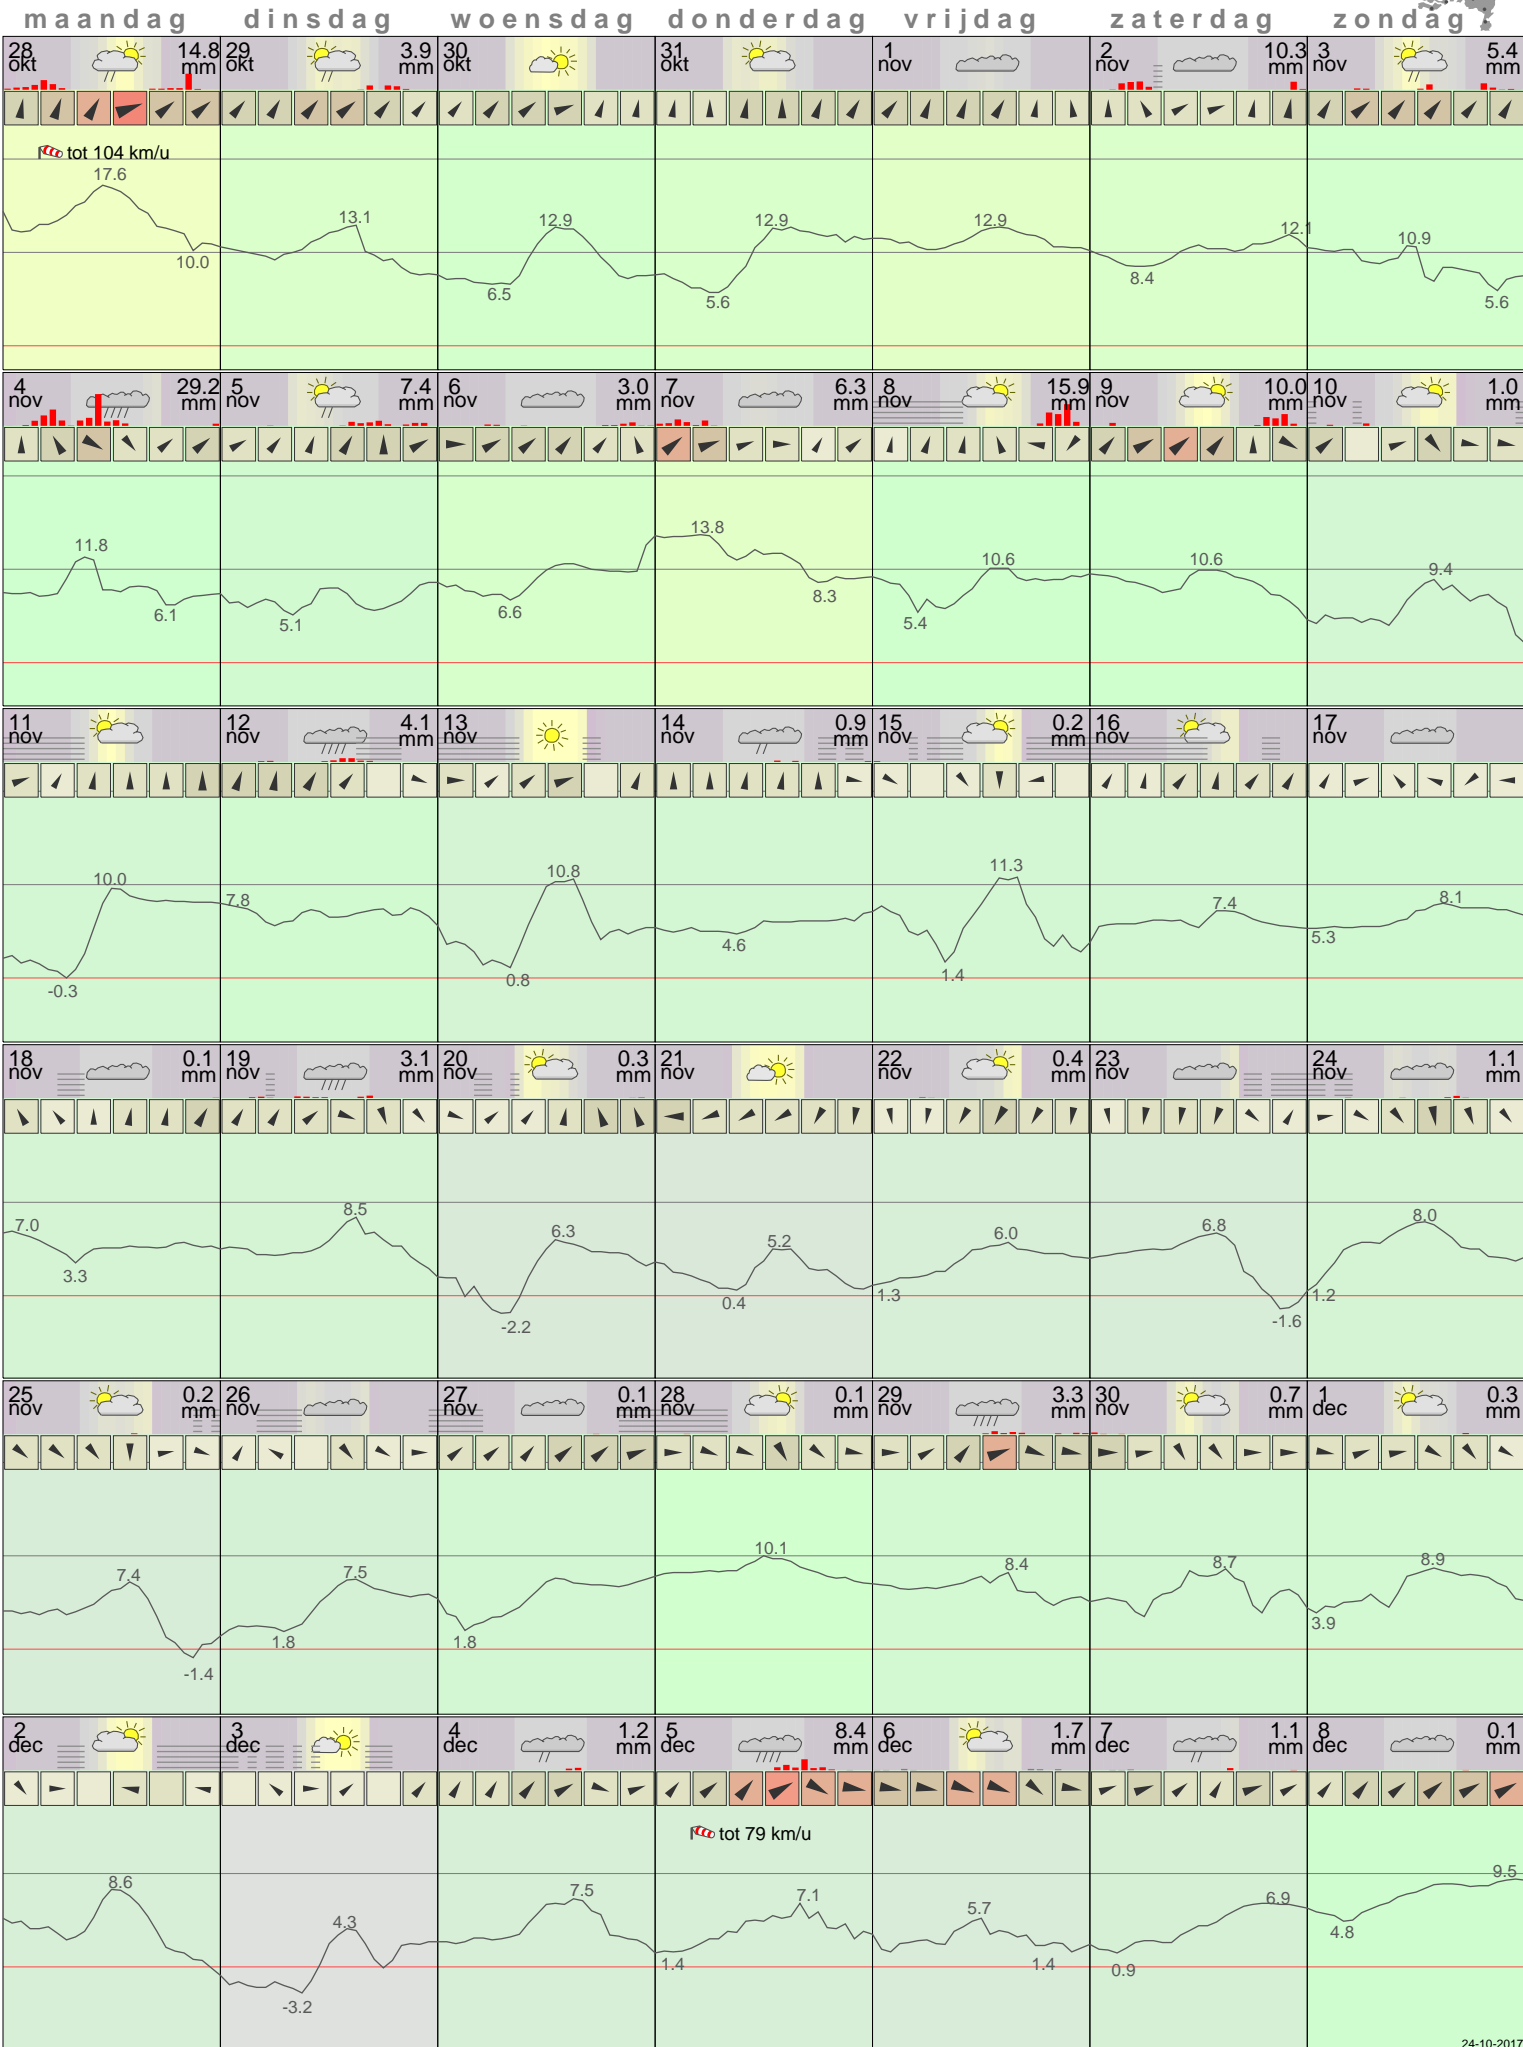 maandag dinsdag woensdag donderdag vrijdag zaterdag zondag
28 okt 14.8 mm 29 okt 3.9 mm 30 okt 31 okt 1 nov 2 nov 10.3 mm 3 nov 5.4 mm
tot 104 km/u
17.6 10.0 13.1 6.5 12.9 5.6 12.9 12.9 8.4 12.1 10.9 5.6
4 nov 29.2 mm 5 nov 7.4 mm 6 nov 3.0 mm 7 nov 6.3 mm 8 nov 15.9 mm 9 nov 10.0 mm 10 nov 1.0 mm
11.8 6.1 5.1 6.6 13.8 8.3 5.4 10.6 10.6 9.4
11 nov 12 nov 4.1 mm 13 nov 14 nov 0.9 mm 15 nov 0.2 mm 16 nov 17 nov
-0.3 10.0 7.8 0.8 10.8 4.6 1.4 11.3 7.4 5.3 8.1
18 nov 0.1 mm 19 nov 3.1 mm 20 nov 0.3 mm 21 nov 22 nov 0.4 mm 23 nov 24 nov 1.1 mm
7.0 3.3 8.5 -2.2 6.3 0.4 5.2 1.3 6.0 6.8 -1.6 1.2 8.0
25 nov 0.2 mm 26 nov 27 nov 0.1 mm 28 nov 0.1 mm 29 nov 3.3 mm 30 nov 0.7 mm 1 dec 0.3 mm
7.4 -1.4 1.8 7.5 1.8 10.1 8.4 8.7 3.9 8.9
2 dec 3 dec 4 dec 1.2 mm 5 dec 8.4 mm 6 dec 1.7 mm 7 dec 1.1 mm 8 dec 0.1 mm
tot 79 km/u
8.6 -3.2 4.3 7.5 1.4 7.1 5.7 1.4 0.9 6.9 4.8 9.5
24-10-2017